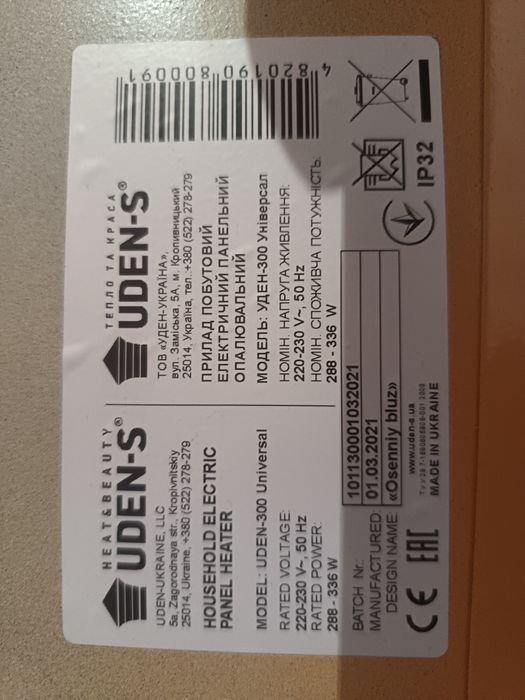 HEAT & BEAUTY
UDEN-S®
UDEN-UKRAINE, LLC
5a, Zagorodnaya str., Kropivnitskiy
25014, Ukraine, +380 (522) 278-279
HOUSEHOLD ELECTRIC
PANEL HEATER
MODEL: UDEN-300 Universal
RATED VOLTAGE:
220-230 V~, 50 Hz
RATED POWER:
288 - 336 W
ТЕПЛО ТА КРАСА
UDEN-S®
ТОВ «УДЕН-УКРАЇНА»,
вул. Заміська, 5А, м. Кропивницький
25014, Україна, тел.:+380 (522) 278-279
ПРИЛАД ПОБУТОВИЙ
ЕЛЕКТРИЧНИЙ ПАНЕЛЬНИЙ
ОПАЛЮВАЛЬНИЙ
МОДЕЛЬ: УДЕН-300 Універсал
НОМІН. НАПРУГА ЖИВЛЕННЯ:
220-230 V~, 50 Hz
НОМІН. СПОЖИВЧА ПОТУЖНІСТЬ:
288 - 336 W
4 820190 800091
BATCH Nr.: 1011300001032021
MANUFACTURED: 01.03.2021
DESIGN NAME: «Osenniy bluz»
CE EAC
www.uden-s.ua
MADE IN UKRAINE
IP32